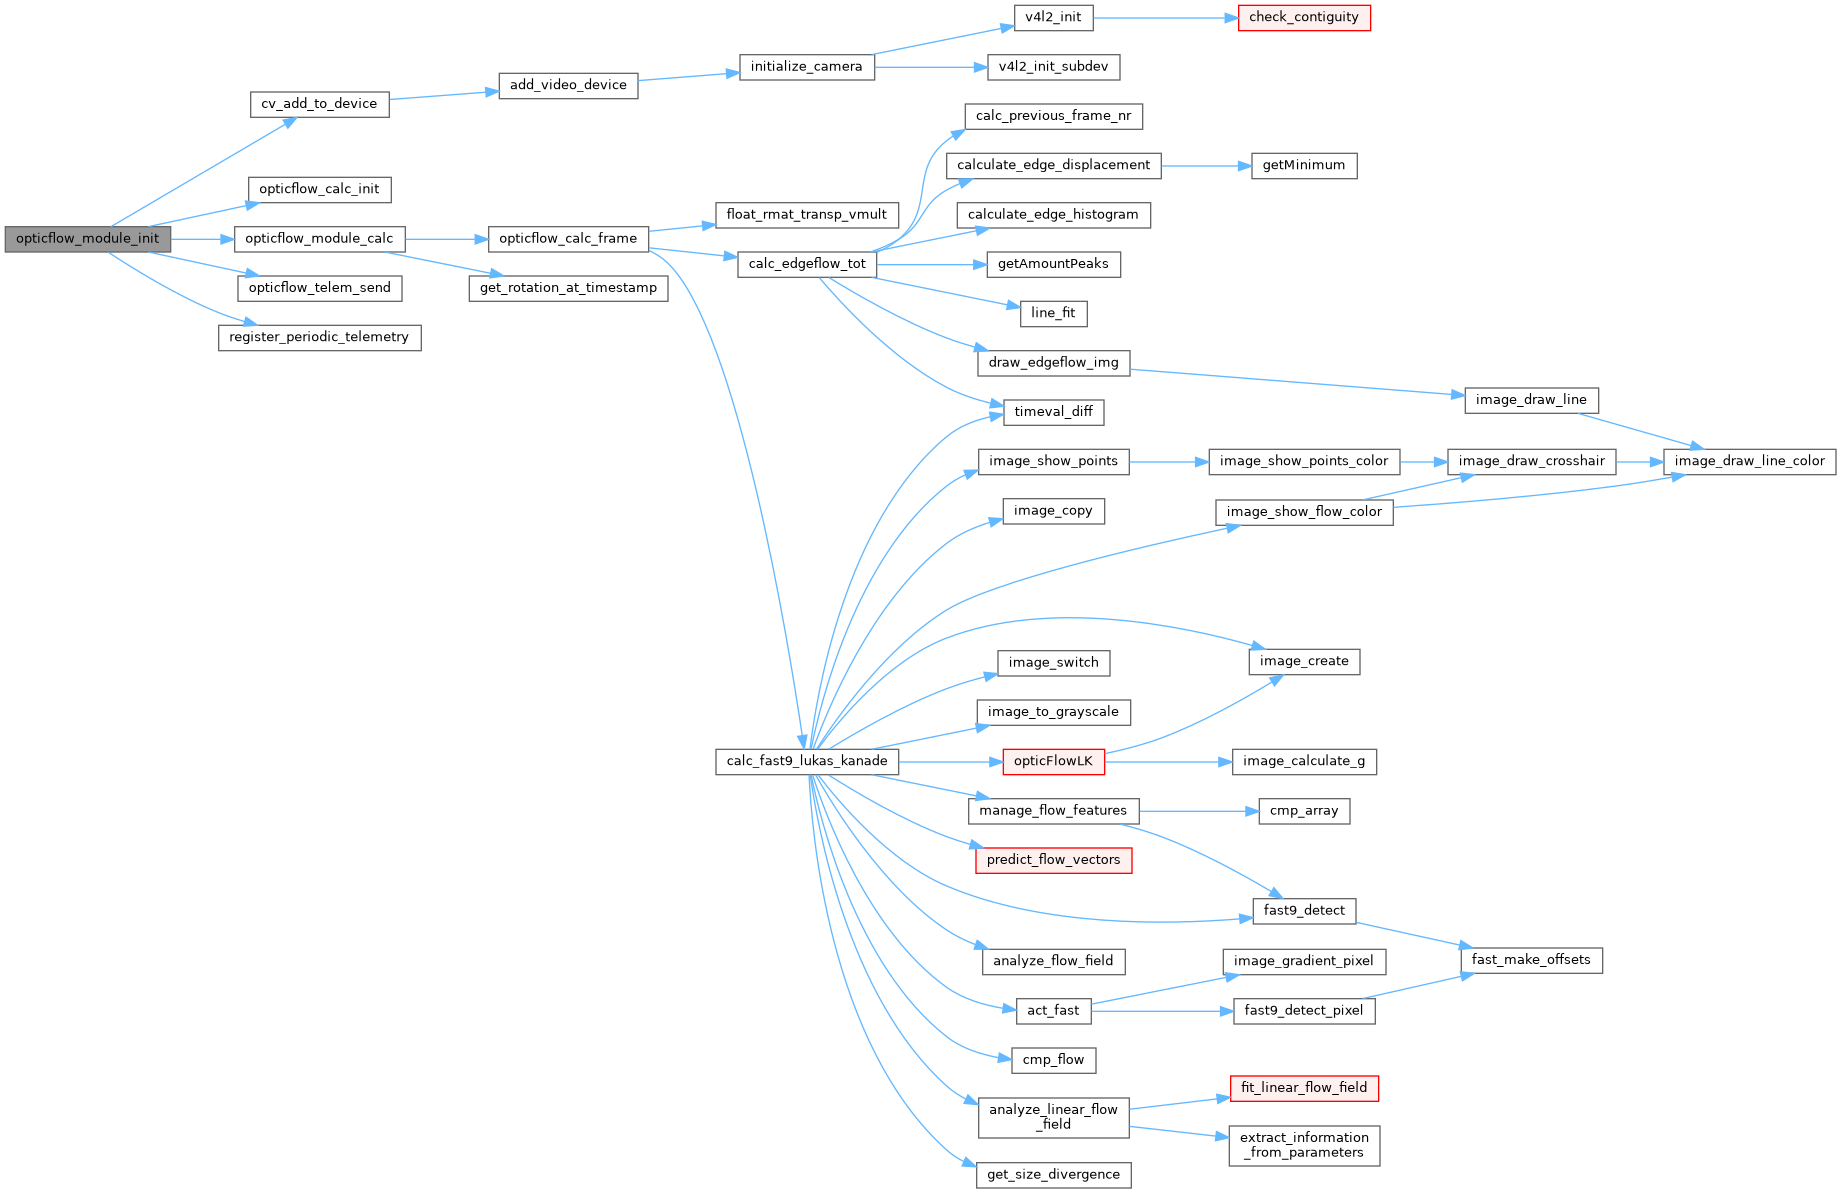 v4l2_init
check_contiguity
initialize_camera
v4l2_init_subdev
add_video_device
cv_add_to_device
calc_previous_frame_nr
calculate_edge_displacement
getMinimum
opticflow_calc_init
float_rmat_transp_vmult
calculate_edge_histogram
opticflow_module_init
opticflow_module_calc
opticflow_calc_frame
calc_edgeflow_tot
getAmountPeaks
opticflow_telem_send
get_rotation_at_timestamp
line_fit
register_periodic_telemetry
draw_edgeflow_img
image_draw_line
timeval_diff
image_show_points
image_show_points_color
image_draw_crosshair
image_draw_line_color
image_copy
image_show_flow_color
image_switch
image_create
image_to_grayscale
calc_fast9_lukas_kanade
opticFlowLK
image_calculate_g
manage_flow_features
cmp_array
predict_flow_vectors
fast9_detect
analyze_flow_field
image_gradient_pixel
fast_make_offsets
act_fast
fast9_detect_pixel
cmp_flow
fit_linear_flow_field
analyze_linear_flow
_field
extract_information
_from_parameters
get_size_divergence